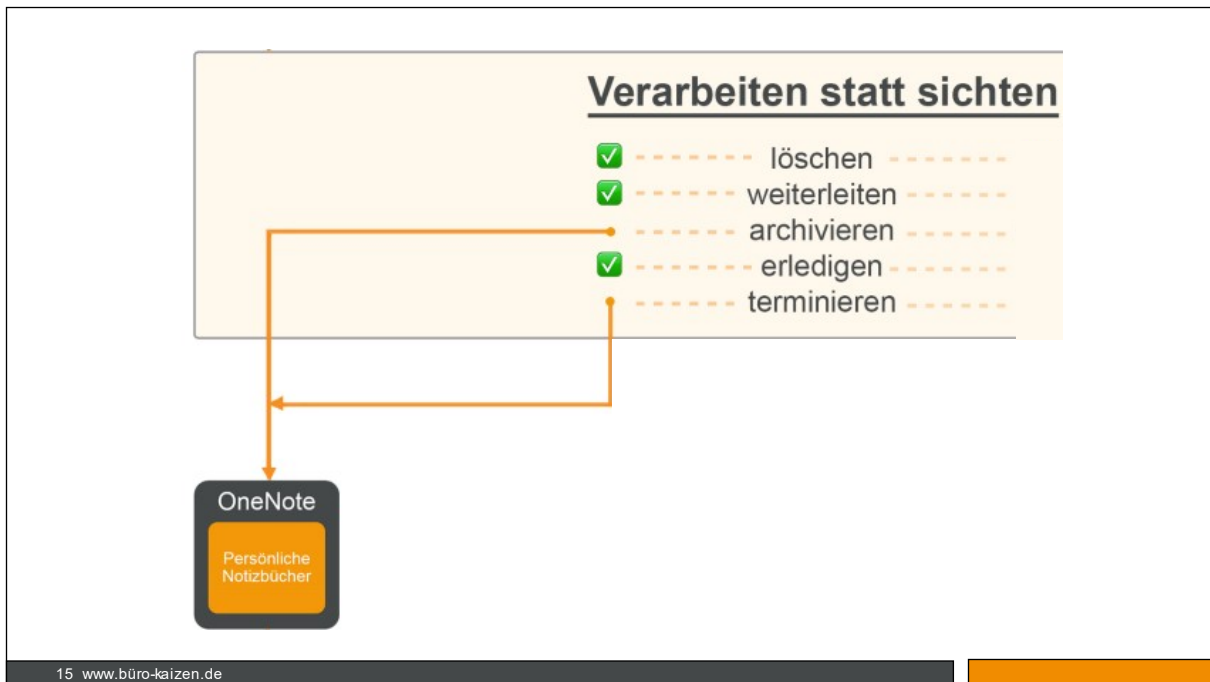 Verarbeiten statt sichten
löschen
weiterleiten
archivieren
erledigen
terminieren
OneNote
Persönliche
Notizbücher
15 www.büro-kaizen.de